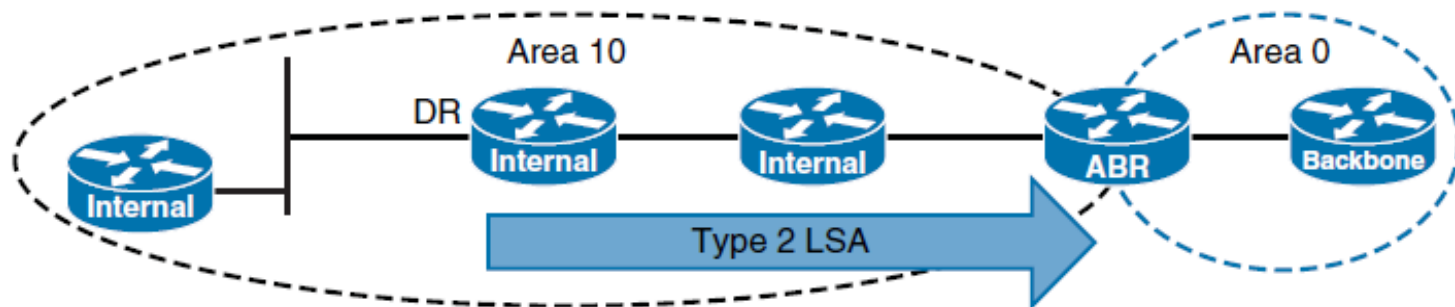 Area 10
Area 0
DR
Internal
Internal
Internal
ABR
Backbone
Type 2 LSA